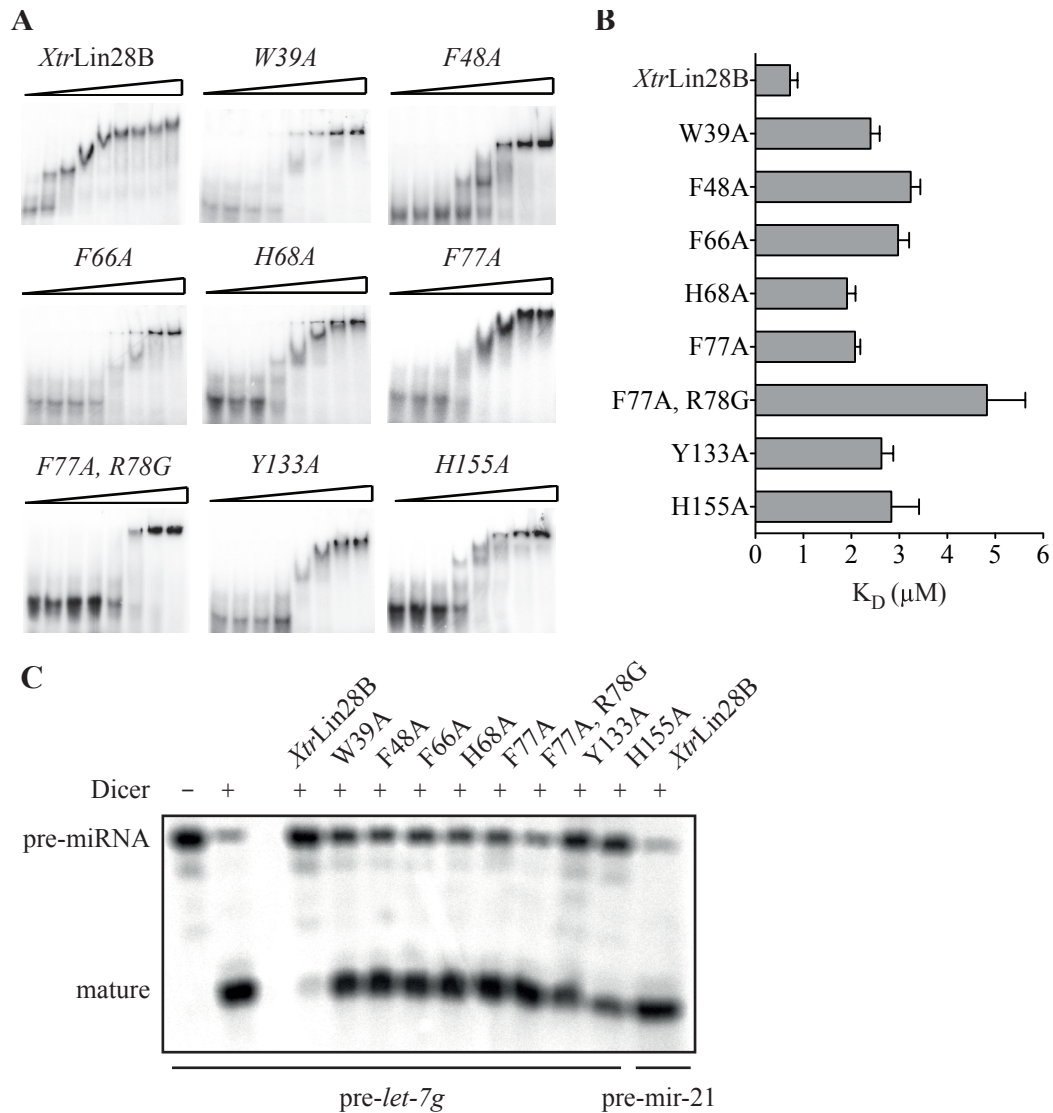 A
XtrLin28B
W39A
F48A
F66A
H68A
F77A
F77A, R78G
Y133A
H155A
B
XtrLin28B
W39A
F48A
F66A
H68A
F77A
F77A, R78G
Y133A
H155A
0 1 2 3 4 5 6
KD (µM)
C
XtrLin28B
W39A
F48A
F66A
H68A
F77A
F77A, R78G
Y133A
H155A
XtrLin28B
Dicer – + + + + + + + + + + +
pre-miRNA
mature
pre-let-7g
pre-mir-21